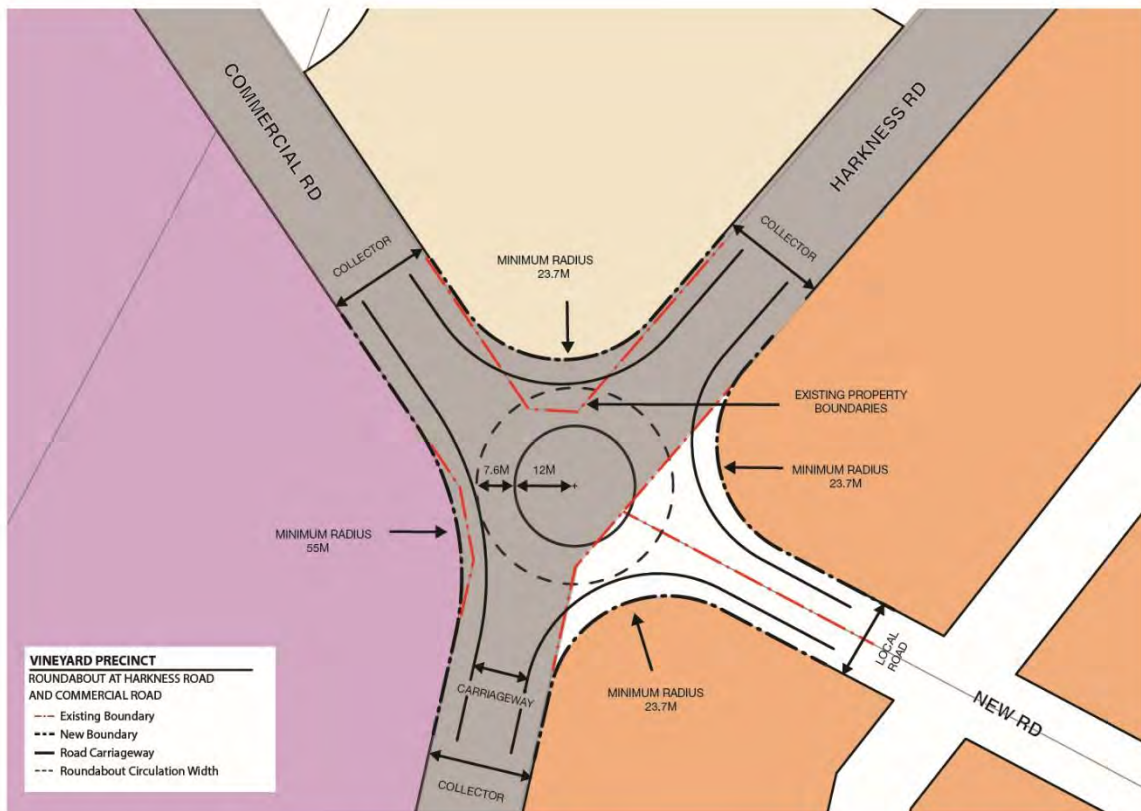 COMMERCIAL RD
HARKNESS RD
COLLECTOR
COLLECTOR
MINIMUM RADIUS
23.7M
EXISTING PROPERTY
BOUNDARIES
7.6M
12M
MINIMUM RADIUS
23.7M
MINIMUM RADIUS
55M
LOCAL
ROAD
NEW RD
MINIMUM RADIUS
23.7M
CARRIAGEWAY
COLLECTOR
VINEYARD PRECINCT
ROUNDABOUT AT HARKNESS ROAD
AND COMMERCIAL ROAD
Existing Boundary
New Boundary
Road Carriageway
Roundabout Circulation Width